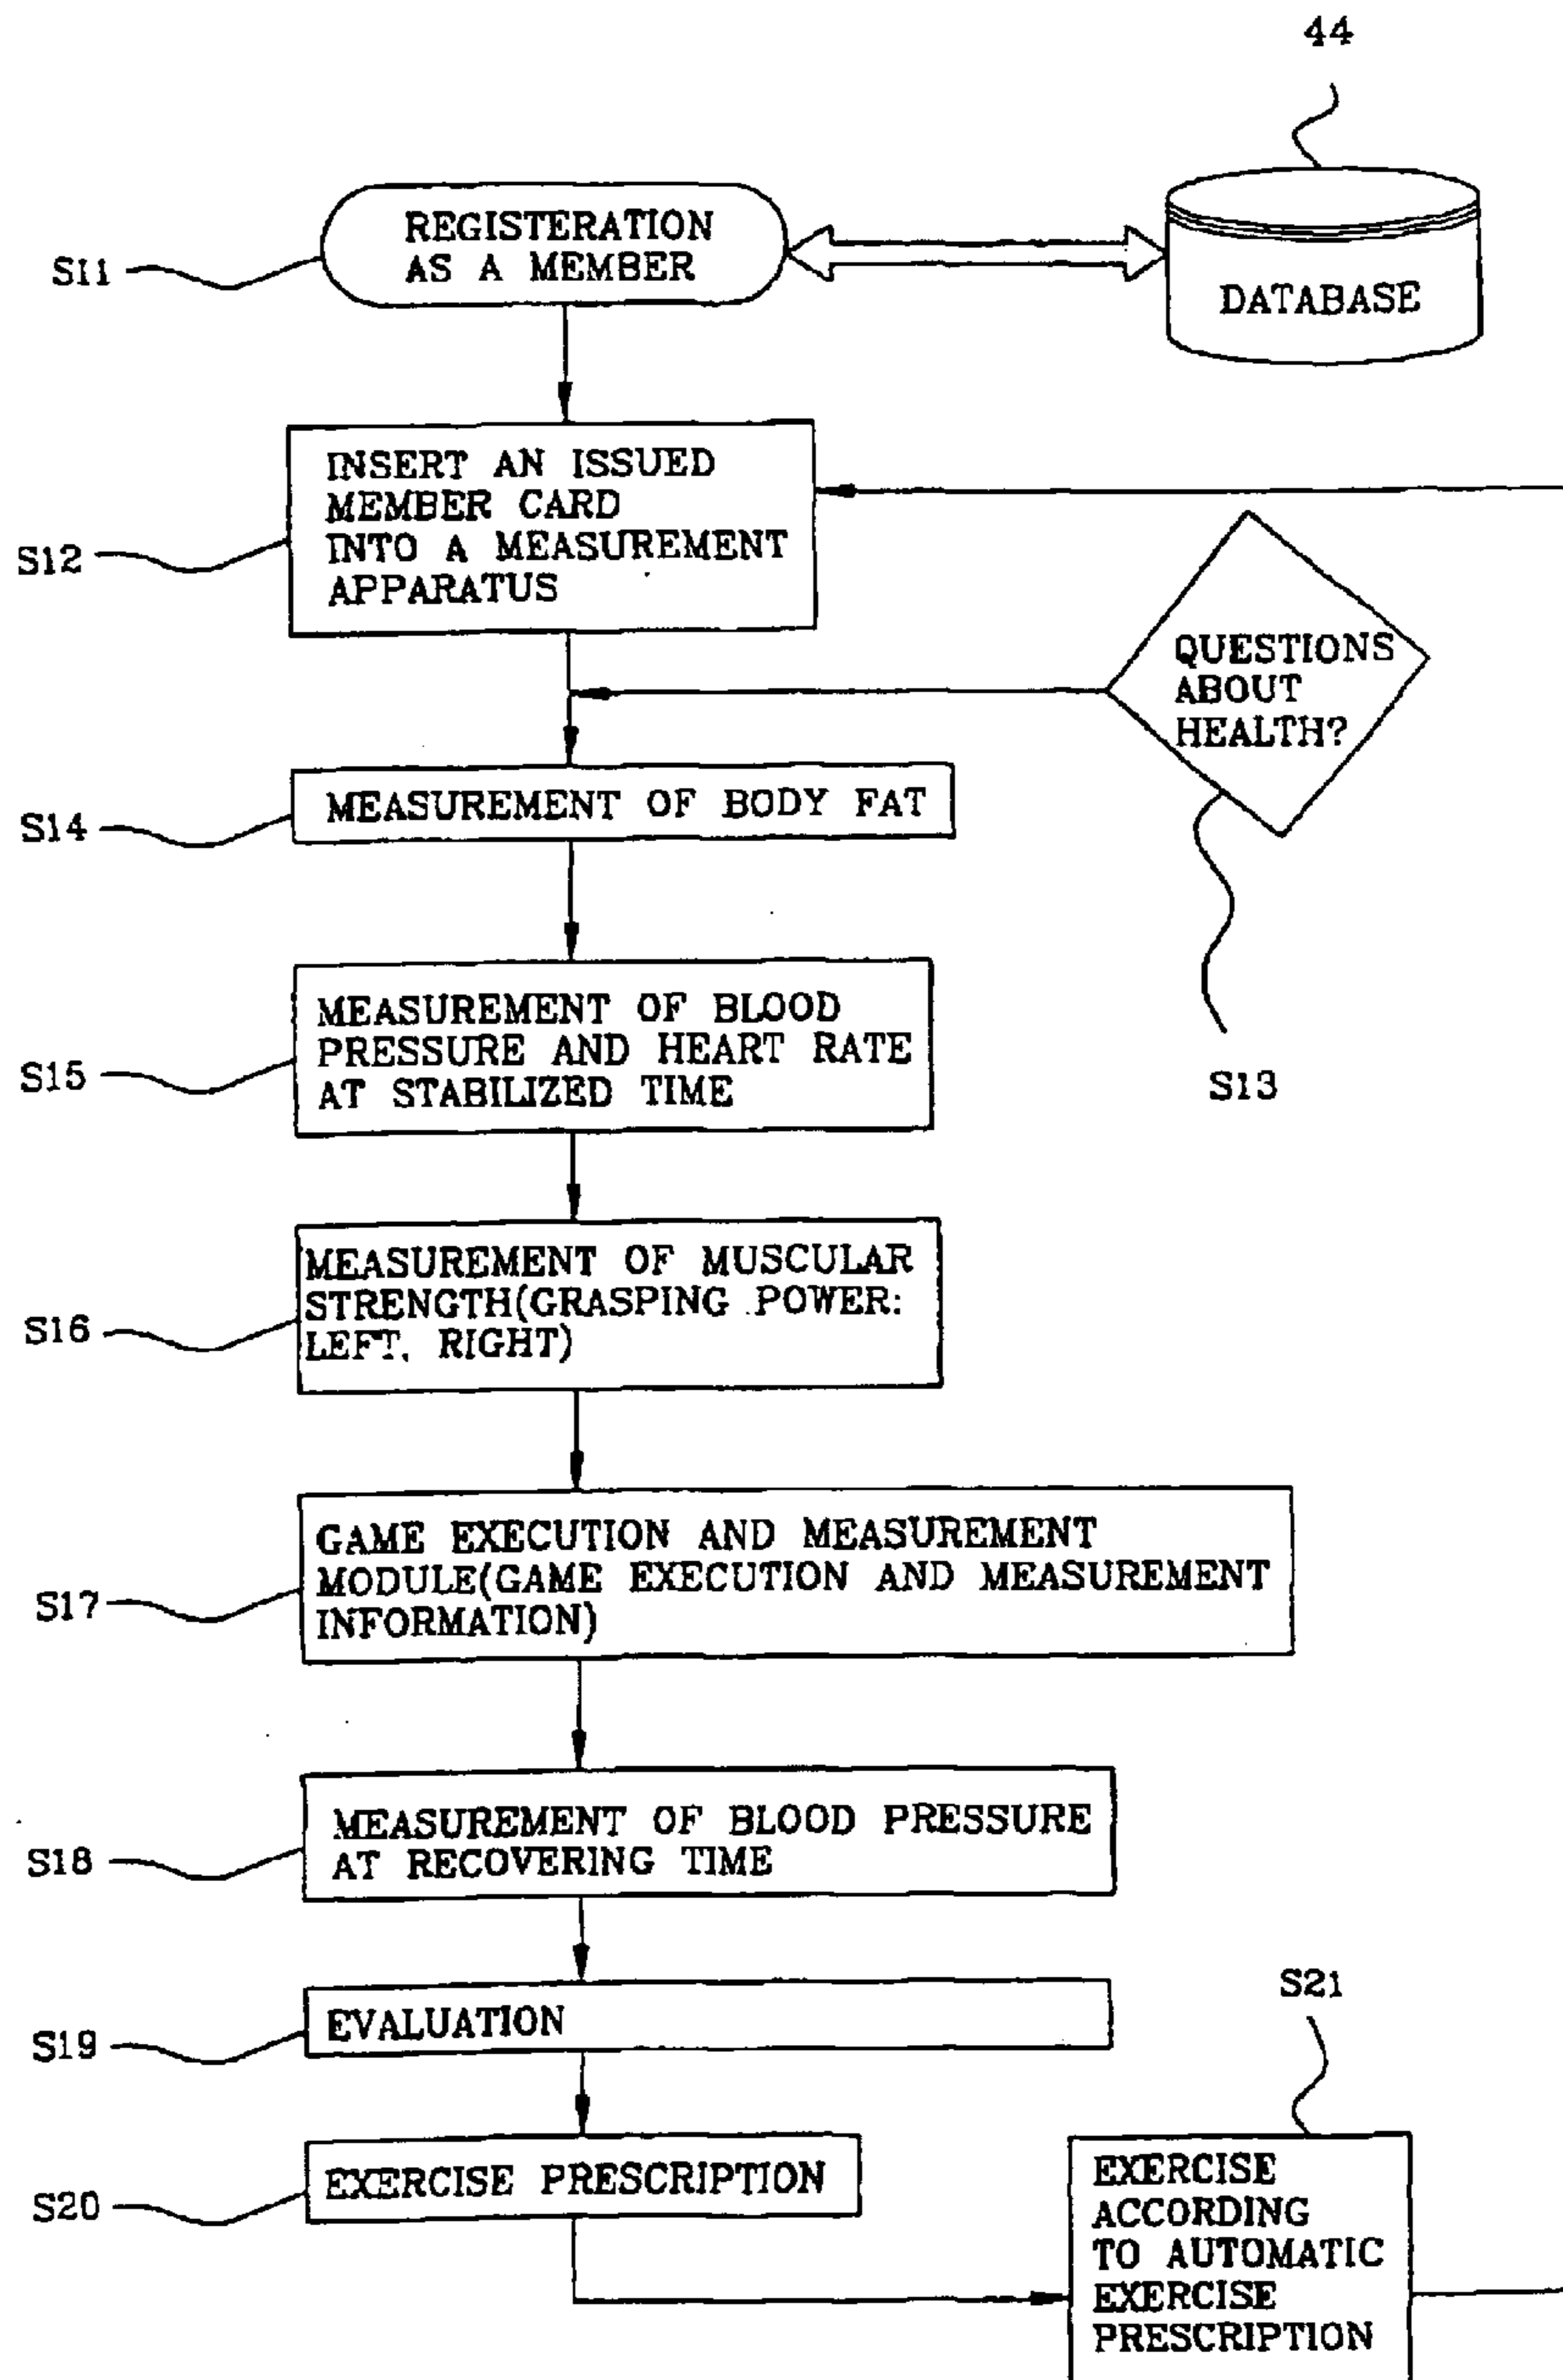 44
REGISTERATION
AS A MEMBER
S11
DATABASE
INSERT AN ISSUED
MEMBER CARD
INTO A MEASUREMENT
APPARATUS
S12
QUESTIONS
ABOUT
HEALTH?
S13
MEASUREMENT OF BODY FAT
S14
MEASUREMENT OF BLOOD
PRESSURE AND HEART RATE
AT STABILIZED TIME
S15
MEASUREMENT OF MUSCULAR
STRENGTH(GRASPING POWER:
LEFT, RIGHT)
S16
GAME EXECUTION AND MEASUREMENT
MODULE(GAME EXECUTION AND MEASUREMENT
INFORMATION)
S17
MEASUREMENT OF BLOOD PRESSURE
AT RECOVERING TIME
S18
EVALUATION
S19
EXERCISE PRESCRIPTION
S20
S21
EXERCISE
ACCORDING
TO AUTOMATIC
EXERCISE
PRESCRIPTION